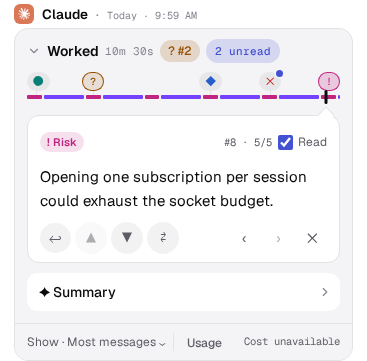 Claude · Today · 9:59 AM
Worked 10m 30s ? #2 2 unread
?
!
! Risk #8 · 5/5 Read
Opening one subscription per session
could exhaust the socket budget.
Summary
Show · Most messages Usage Cost unavailable